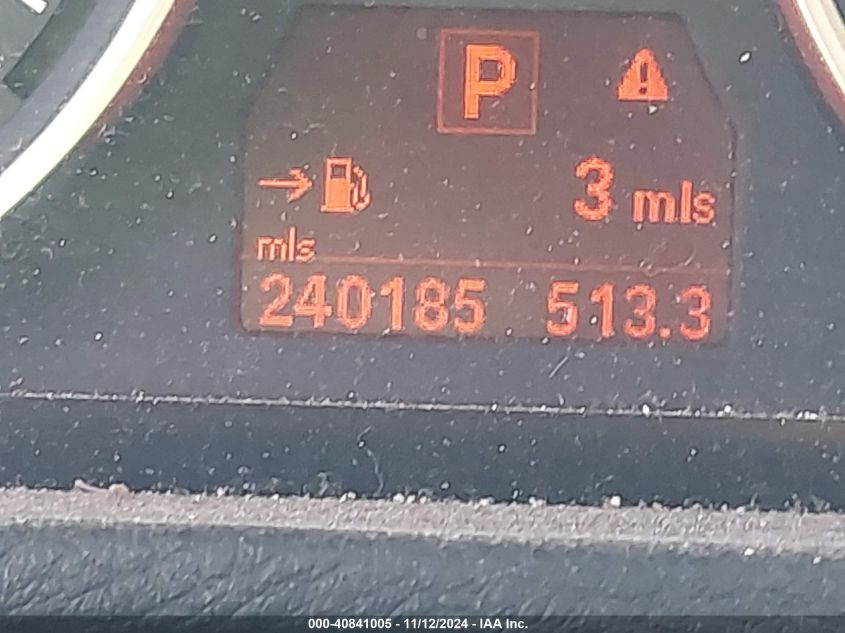 P
3 mls
mls
240185 513.3
000-40841005 - 11/12/2024 - IAA Inc.